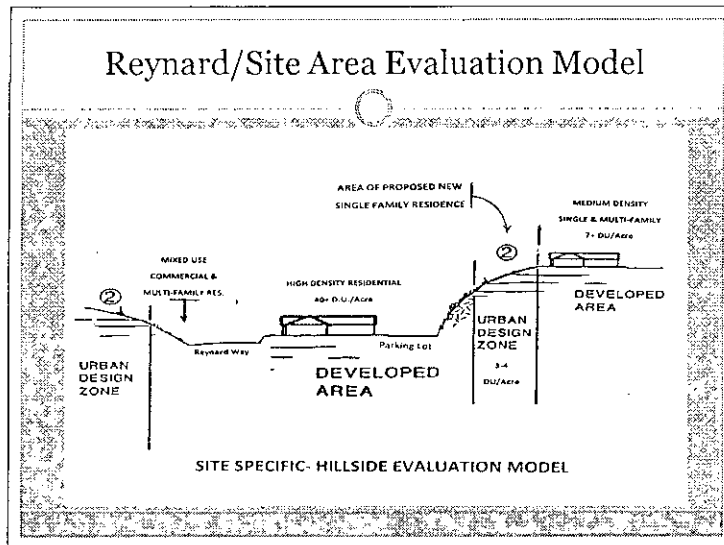 Reynard/Site Area Evaluation Model
AREA OF PROPOSED NEW
SINGLE FAMILY RESIDENCE
MEDIUM DENSITY
SINGLE & MULTI-FAMILY
7+ DU/Acre
MIXED USE
COMMERCIAL &
MULTI-FAMILY RES.
HIGH DENSITY RESIDENTIAL
40+ D.U./Acre
2
2
Reynard Way
Parking Lot
URBAN
DESIGN
ZONE
DEVELOPED
AREA
URBAN
DESIGN
ZONE
3-4
DU/Acre
DEVELOPED
AREA
SITE SPECIFIC- HILLSIDE EVALUATION MODEL